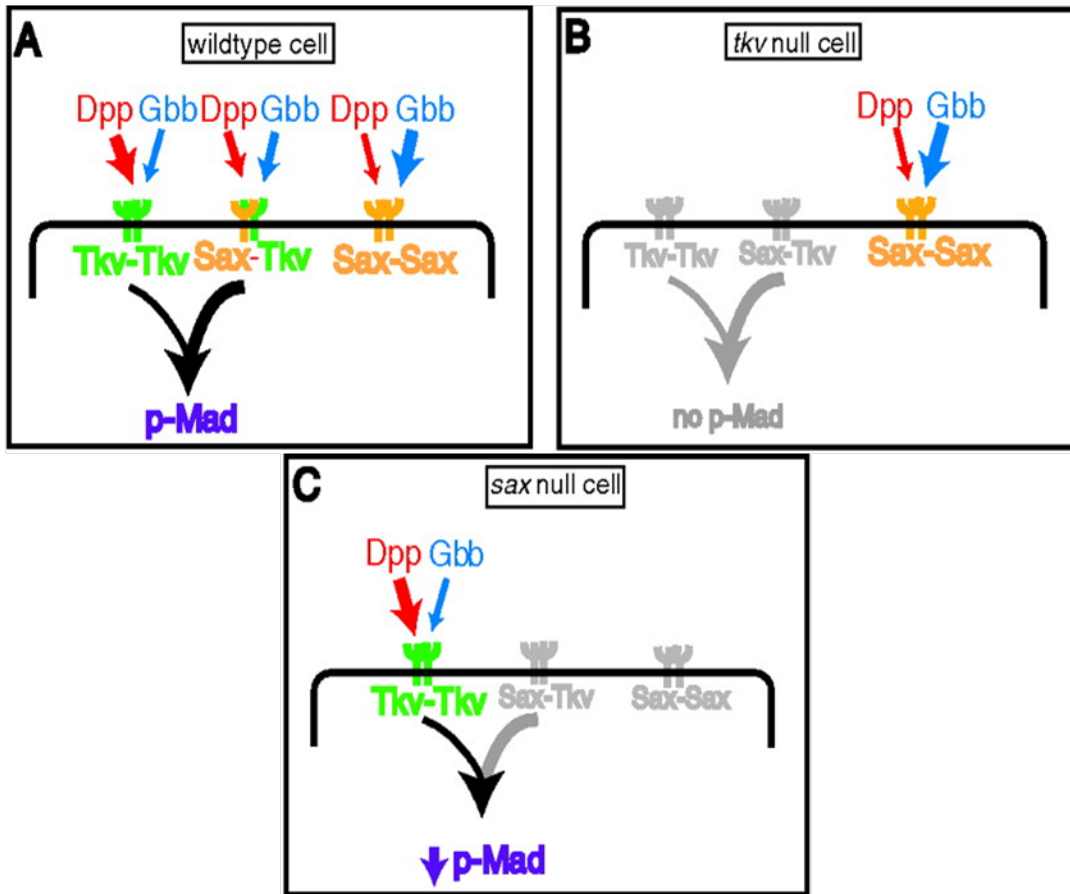 A
wildtype cell
Dpp Gbb Dpp Gbb Dpp Gbb
Tkv-Tkv Sax-Tkv Sax-Sax
p-Mad
B
tkv null cell
Dpp Gbb
Tkv-Tkv Sax-Tkv Sax-Sax
no p-Mad
C
sax null cell
Dpp Gbb
Tkv-Tkv Sax-Tkv Sax-Sax
p-Mad